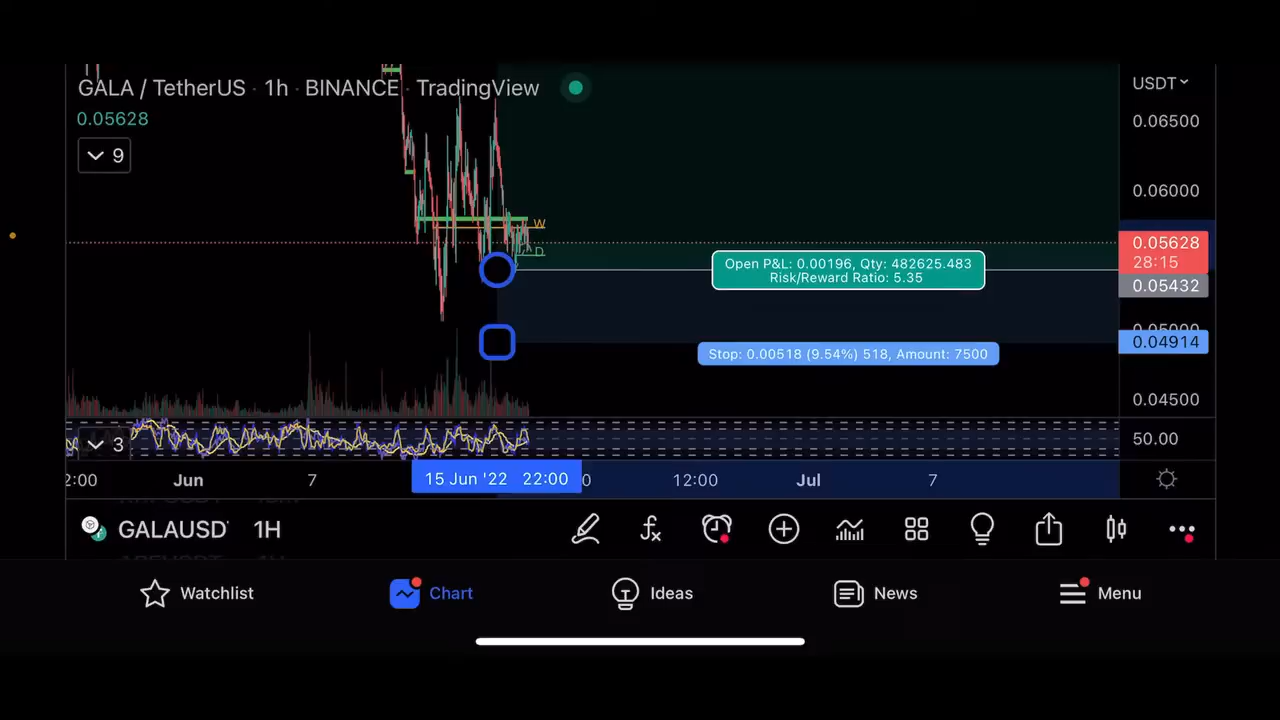 GALA / TetherUS · 1h · BINANCE · TradingView
USDT
0.05628
0.06500
9
0.06000
W
D
0.05628
28:15
Open P&L: 0.00196, Qty: 482625.483
Risk/Reward Ratio: 5.35
0.05432
0.05000
0.04914
Stop: 0.00518 (9.54%) 518, Amount: 7500
0.04500
3
50.00
2:00
Jun
7
15 Jun '22 22:00
0
12:00
Jul
7
GALAUSD 1H
Watchlist
Chart
Ideas
News
Menu